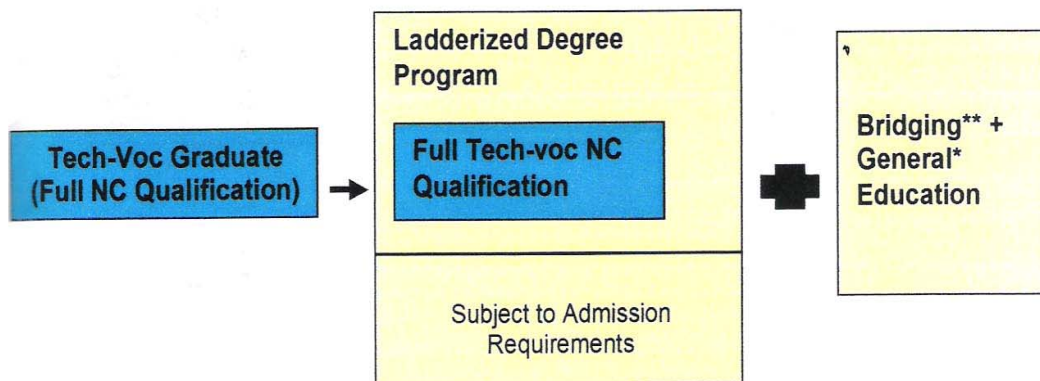 Tech-Voc Graduate
(Full NC Qualification)
Ladderized Degree
Program
Full Tech-voc NC
Qualification
Subject to Admission
Requirements
Bridging** +
General*
Education